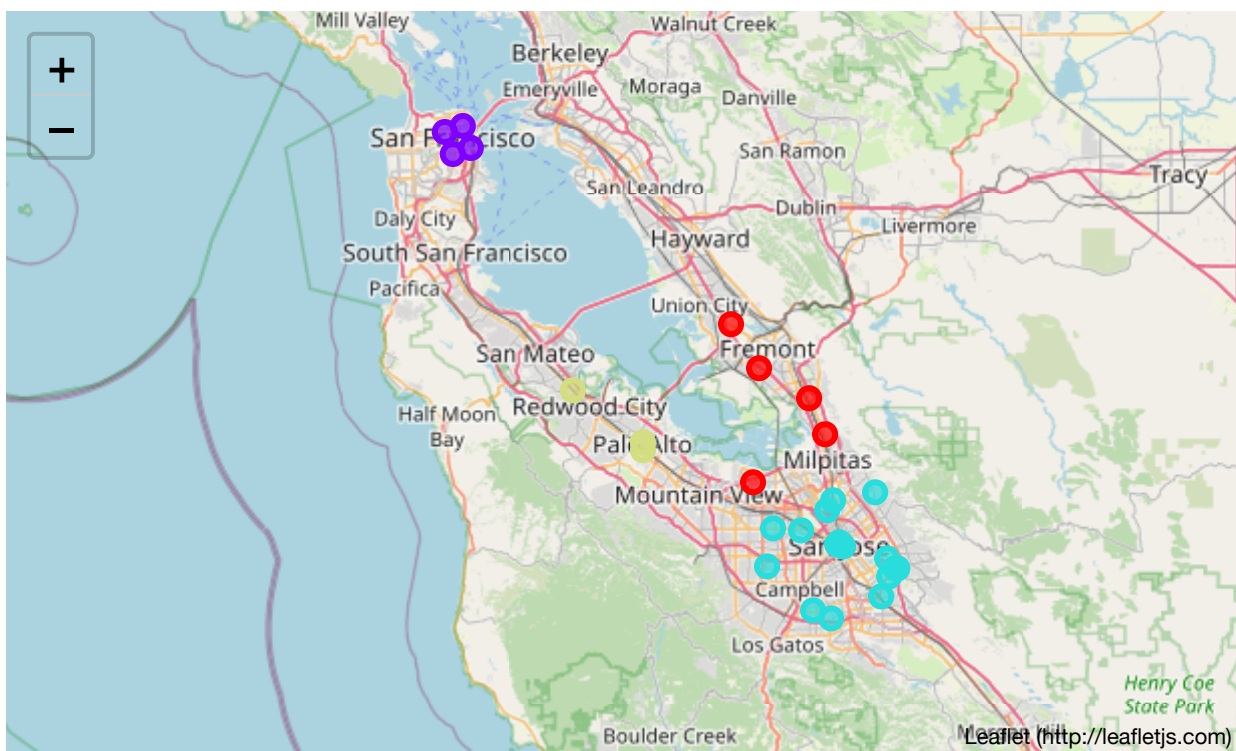 Mill Valley
Walnut Creek
+
Berkeley
Emeryville
Moraga
Danville
−
San Francisco
San Ramon
Tracy
San Leandro
Dublin
Daly City
Livermore
Hayward
South San Francisco
Pacifica
Union City
Fremont
San Mateo
Redwood City
Half Moon
Bay
Palo Alto
Milpitas
Mountain View
San Jose
Campbell
Los Gatos
Henry Coe
State Park
Boulder Creek
Morgan Hill
Leaflet (http://leafletjs.com)